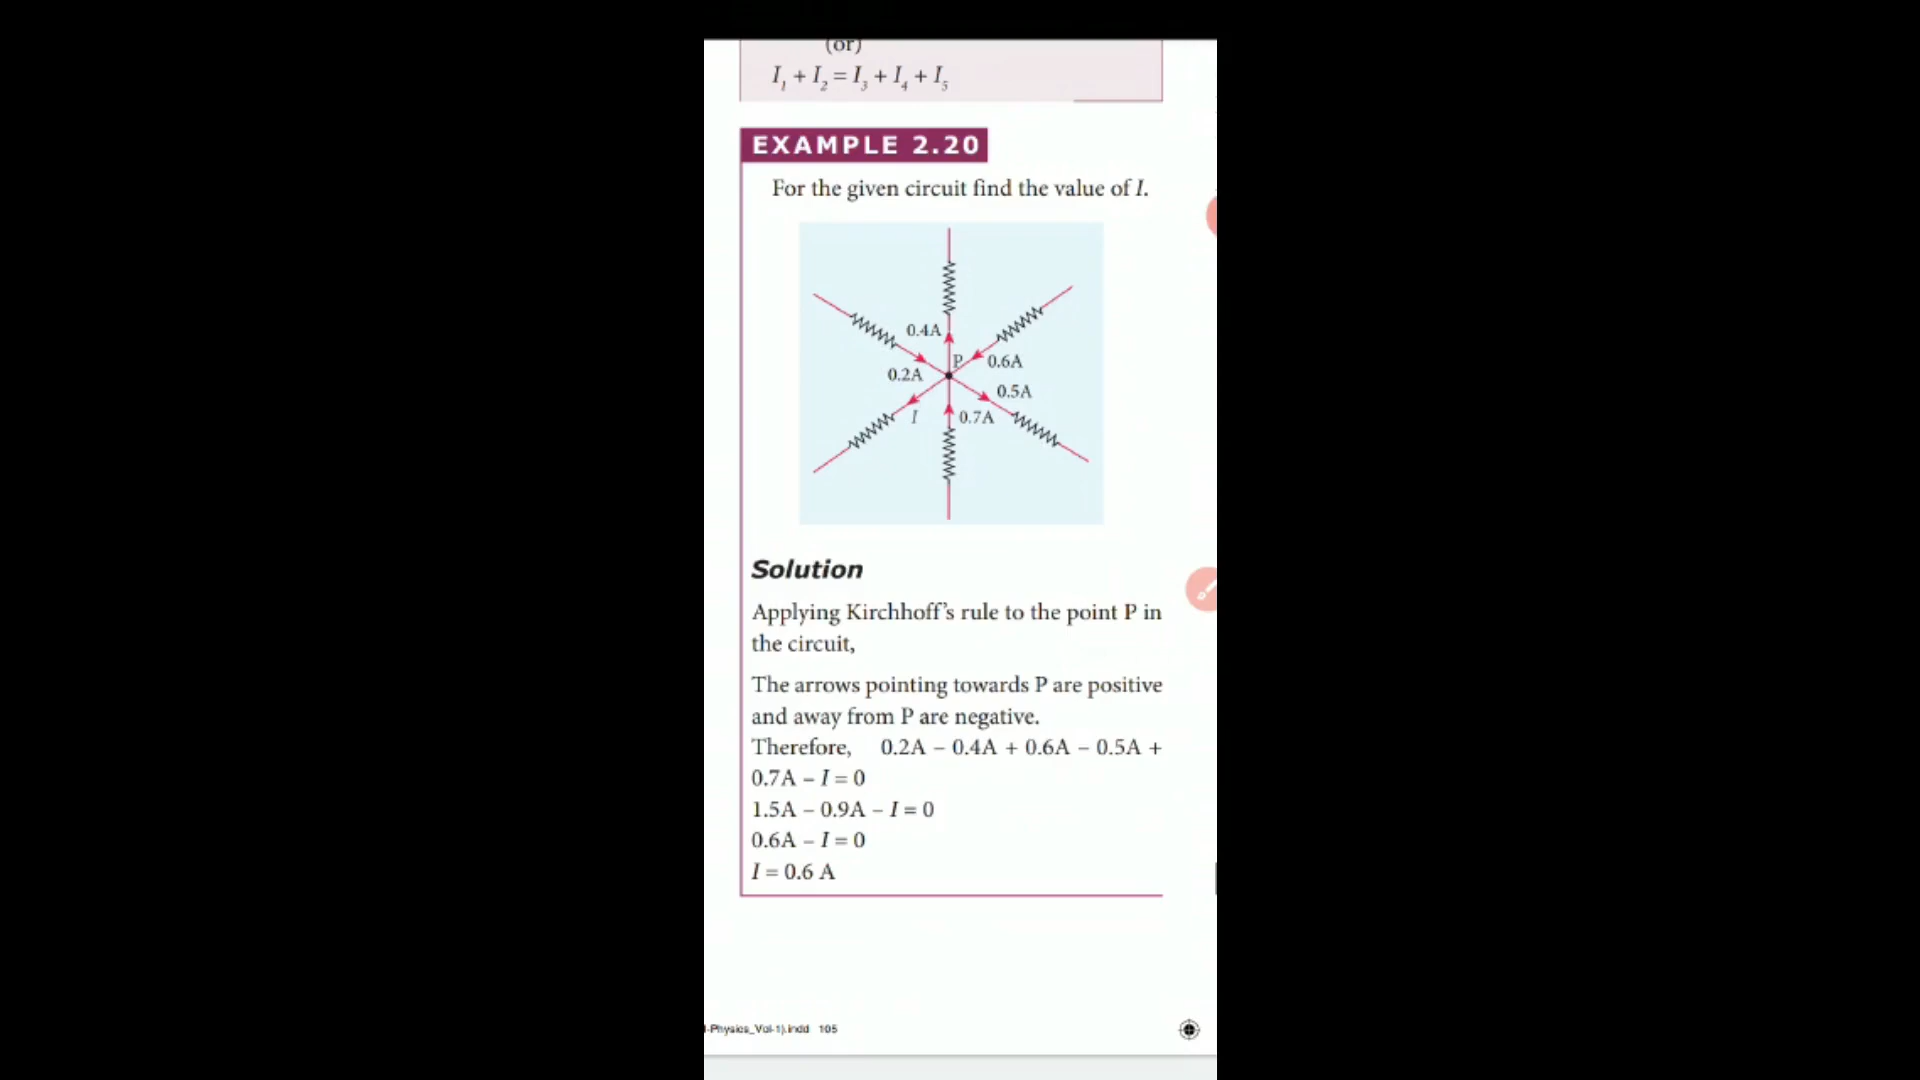 (or)
I₁ + I₂ = I₃ + I₄ + I₅
EXAMPLE 2.20
For the given circuit find the value of I.
0.4A
P
0.6A
0.2A
0.5A
I
0.7A
Solution
Applying Kirchhoff’s rule to the point P in
the circuit,
The arrows pointing towards P are positive
and away from P are negative.
Therefore, 0.2A – 0.4A + 0.6A – 0.5A +
0.7A – I = 0
1.5A – 0.9A – I = 0
0.6A – I = 0
I = 0.6 A
-Physics_Vol-1).indd 105